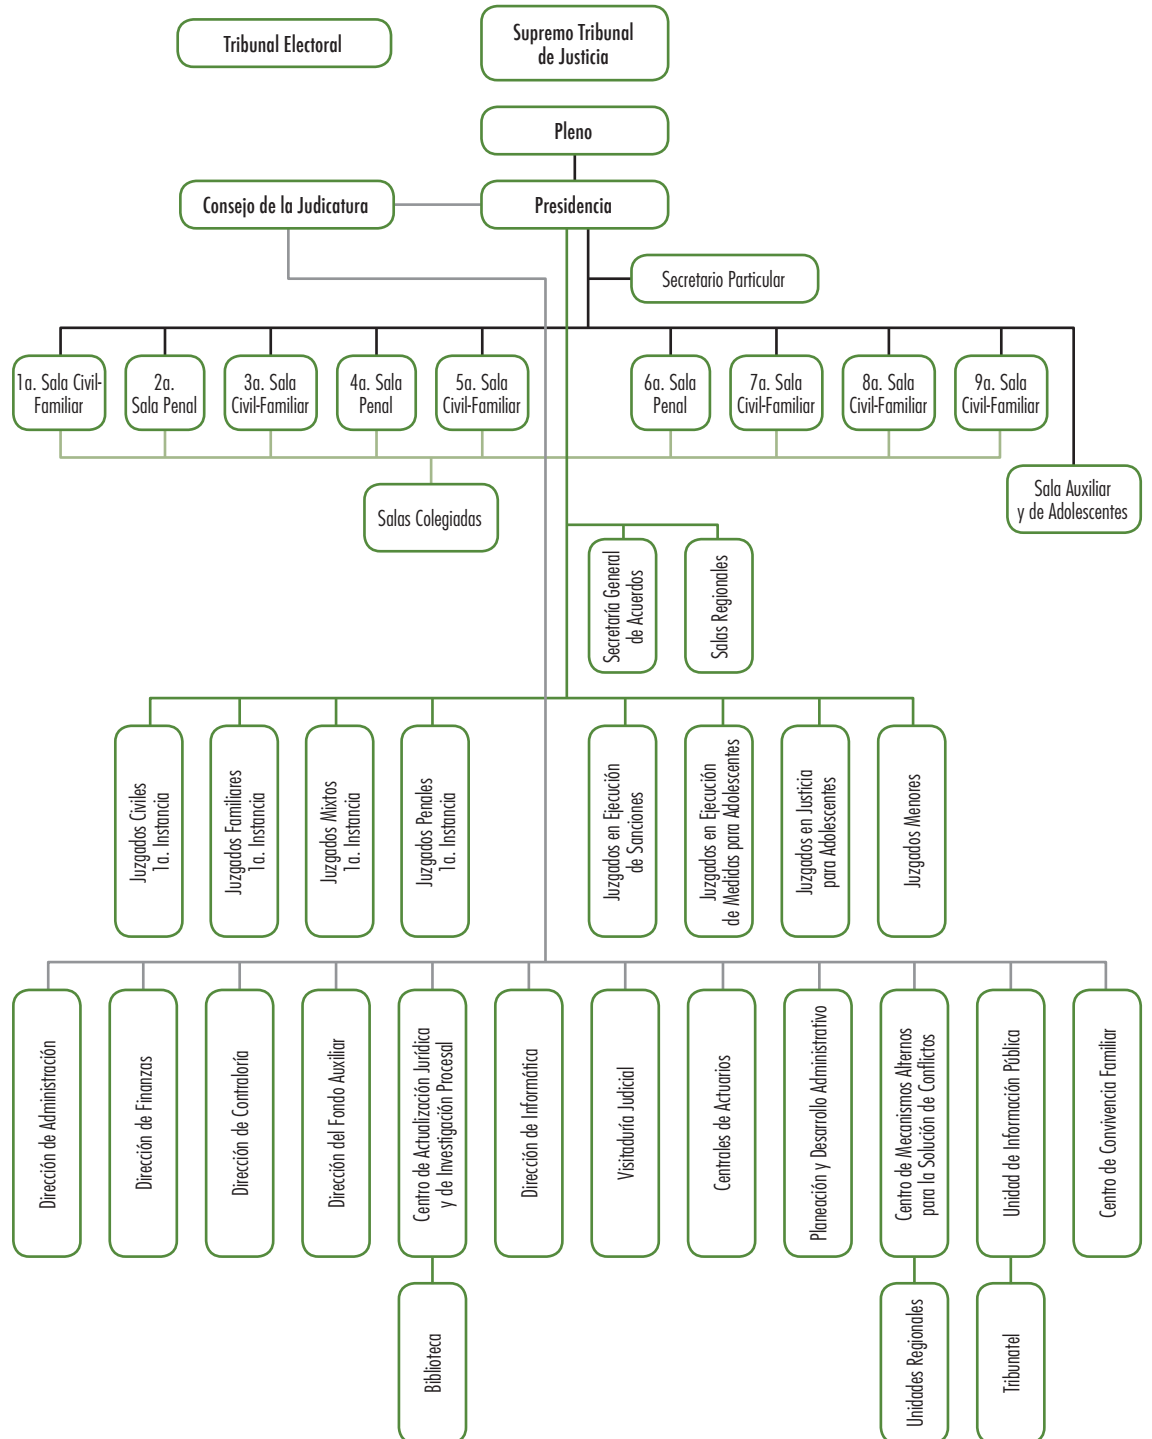 Tribunal Electoral
Supremo Tribunal
de Justicia
Pleno
Consejo de la Judicatura
Presidencia
Secretario Particular
1a. Sala Civil-
Familiar
2a.
Sala Penal
3a. Sala
Civil-Familiar
4a. Sala
Penal
5a. Sala
Civil-Familiar
6a. Sala
Penal
7a. Sala
Civil-Familiar
8a. Sala
Civil-Familiar
9a. Sala
Civil-Familiar
Salas Colegiadas
Sala Auxiliar
y de Adolescentes
Secretaría General
de Acuerdos
Salas Regionales
Juzgados Civiles
1a. Instancia
Juzgados Familiares
1a. Instancia
Juzgados Mixtos
1a. Instancia
Juzgados Penales
1a. Instancia
Juzgados en Ejecución
de Sanciones
Juzgados en Ejecución
de Medidas para Adolescentes
Juzgados en Justicia
para Adolescentes
Juzgados Menores
Dirección de Administración
Dirección de Finanzas
Dirección de Contraloría
Dirección del Fondo Auxiliar
Centro de Actualización Jurídica
y de Investigación Procesal
Dirección de Informática
Visitaduría Judicial
Centrales de Actuarios
Planeación y Desarrollo Administrativo
Centro de Mecanismos Alternos
para la Solución de Conflictos
Unidad de Información Pública
Centro de Convivencia Familiar
Biblioteca
Unidades Regionales
Tribunatel